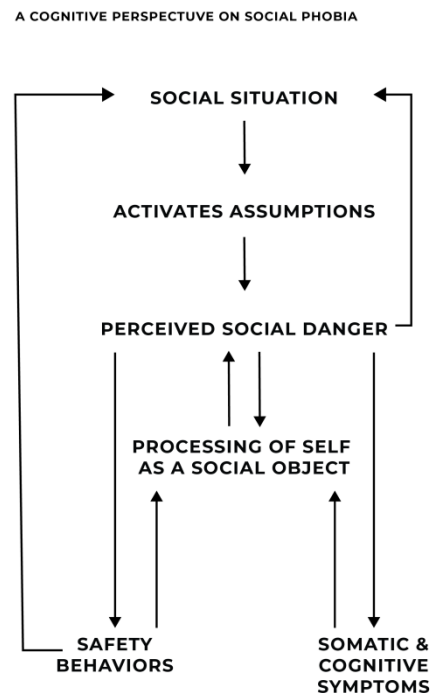 A COGNITIVE PERSPECTUVE ON SOCIAL PHOBIA
SOCIAL SITUATION
ACTIVATES ASSUMPTIONS
PERCEIVED SOCIAL DANGER
PROCESSING OF SELF
AS A SOCIAL OBJECT
SAFETY
BEHAVIORS
SOMATIC &
COGNITIVE
SYMPTOMS